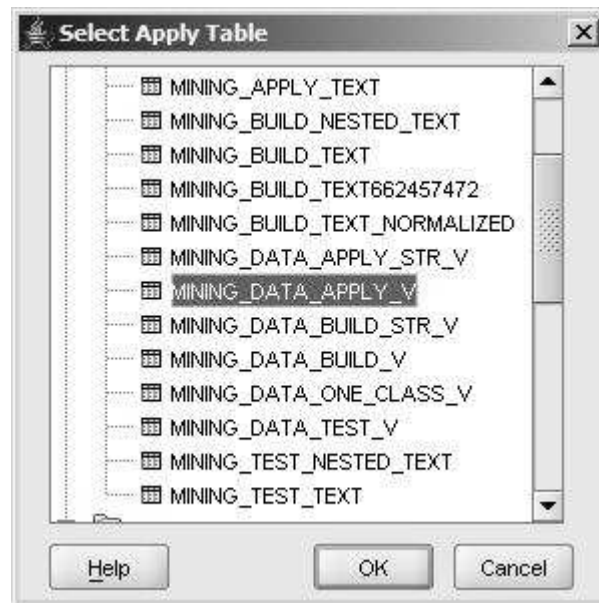 Select Apply Table
MINING_APPLY_TEXT
MINING_BUILD_NESTED_TEXT
MINING_BUILD_TEXT
MINING_BUILD_TEXT662457472
MINING_BUILD_TEXT_NORMALIZED
MINING_DATA_APPLY_STR_V
MINING_DATA_APPLY_V
MINING_DATA_BUILD_STR_V
MINING_DATA_BUILD_V
MINING_DATA_ONE_CLASS_V
MINING_DATA_TEST_V
MINING_TEST_NESTED_TEXT
MINING_TEST_TEXT
Help OK Cancel